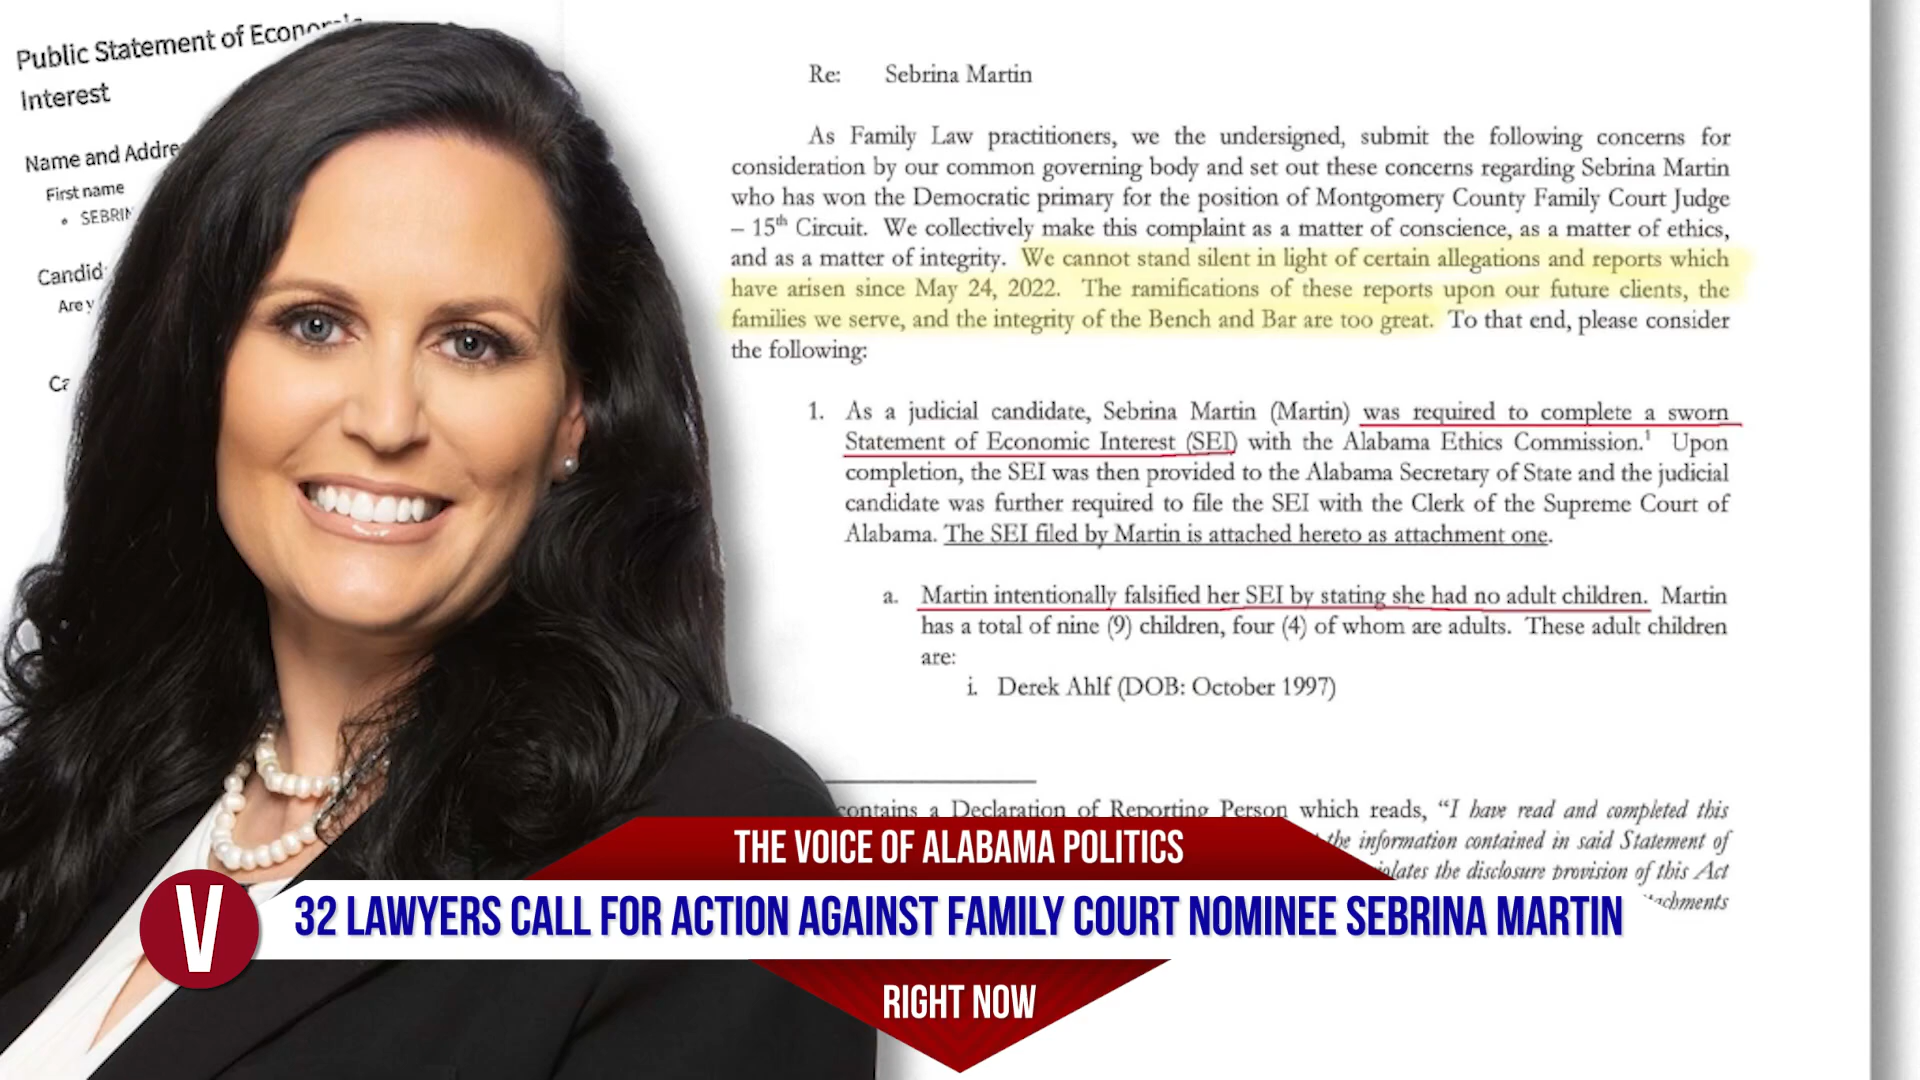 Public Statement of
Interest
Name and
First name
• SEBRIN
Are
Re: Sebrina Martin
As Family Law practitioners, we the undersigned, submit the following concerns for
consideration by our common governing body and set out these concerns regarding Sebrina Martin
who has won the Democratic primary for the position of Montgomery County Family Court Judge
– 15th Circuit. We collectively make this complaint as a matter of conscience, as a matter of ethics,
and as a matter of integrity. We cannot stand silent in light of certain allegations and reports which
have arisen since May 24, 2022. The ramifications of these reports upon our future clients, the
families we serve, and the integrity of the Bench and Bar are too great. To that end, please consider
the following:
1. As a judicial candidate, Sebrina Martin (Martin) was required to complete a sworn
Statement of Economic Interest (SEI) with the Alabama Ethics Commission.¹ Upon
completion, the SEI was then provided to the Alabama Secretary of State and the judicial
candidate was further required to file the SEI with the Clerk of the Supreme Court of
Alabama. The SEI filed by Martin is attached hereto as attachment one.
a. Martin intentionally falsified her SEI by stating she had no adult children. Martin
has a total of nine (9) children, four (4) of whom are adults. These adult children
are:
i. Derek Ahlf (DOB: October 1997)
contains a Declaration of Reporting Person which reads, "I have read and completed this
the information contained in said Statement of
the disclosure provision of this Act
THE VOICE OF ALABAMA POLITICS
V
32 LAWYERS CALL FOR ACTION AGAINST FAMILY COURT NOMINEE SEBRINA MARTIN
RIGHT NOW